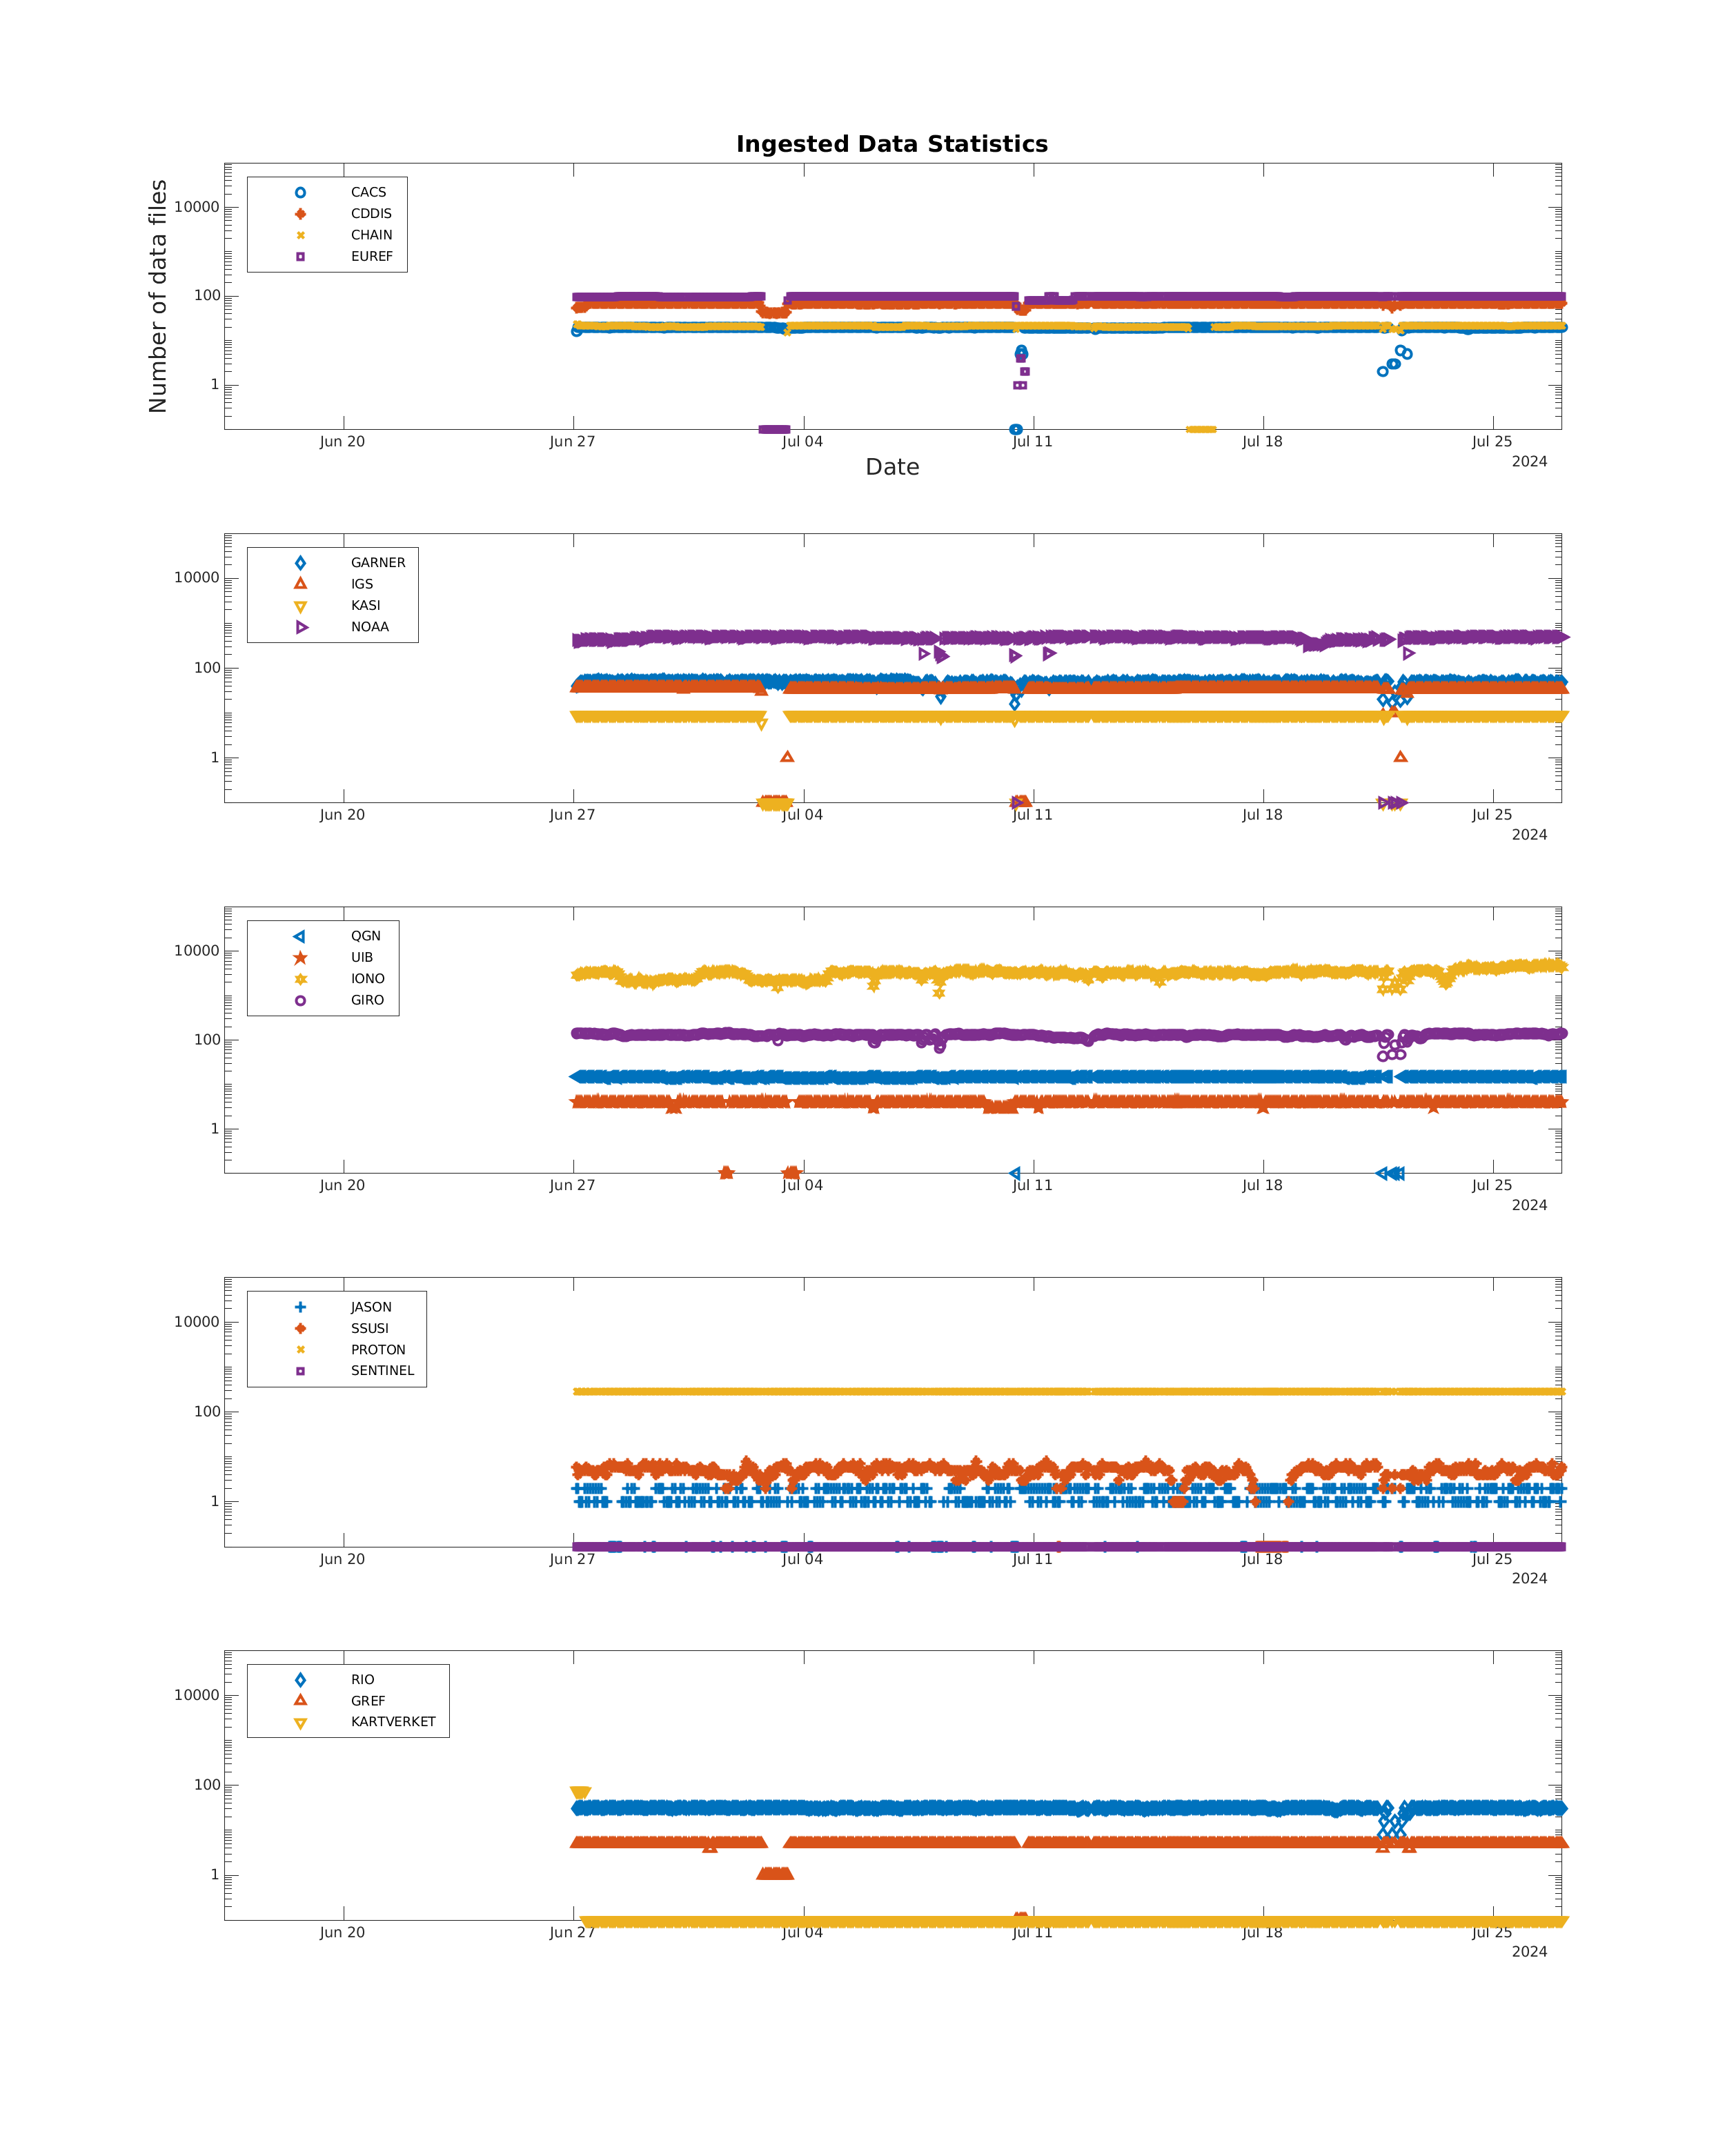 Ingested Data Statistics
Number of data files
CACS
CDDIS
CHAIN
EUREF
10000
100
1
Jun 20 Jun 27 Jul 04 Jul 11 Jul 18 Jul 25
2024
Date
GARNER
IGS
KASI
NOAA
10000
100
1
Jun 20 Jun 27 Jul 04 Jul 11 Jul 18 Jul 25
2024
QGN
UIB
IONO
GIRO
10000
100
1
Jun 20 Jun 27 Jul 04 Jul 11 Jul 18 Jul 25
2024
JASON
SSUSI
PROTON
SENTINEL
10000
100
1
Jun 20 Jun 27 Jul 04 Jul 11 Jul 18 Jul 25
2024
RIO
GREF
KARTVERKET
10000
100
1
Jun 20 Jun 27 Jul 04 Jul 11 Jul 18 Jul 25
2024